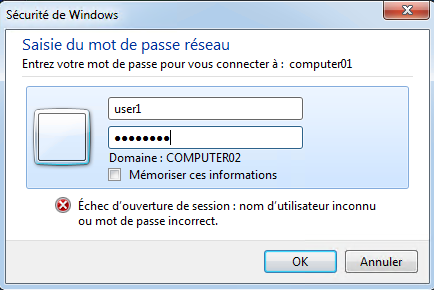 Sécurité de Windows
Saisie du mot de passe réseau
Entrez votre mot de passe pour vous connecter à : computer01
user1
●●●●●●●●
Domaine : COMPUTER02
Mémoriser ces informations
Échec d'ouverture de session : nom d'utilisateur inconnu
ou mot de passe incorrect.
OK Annuler